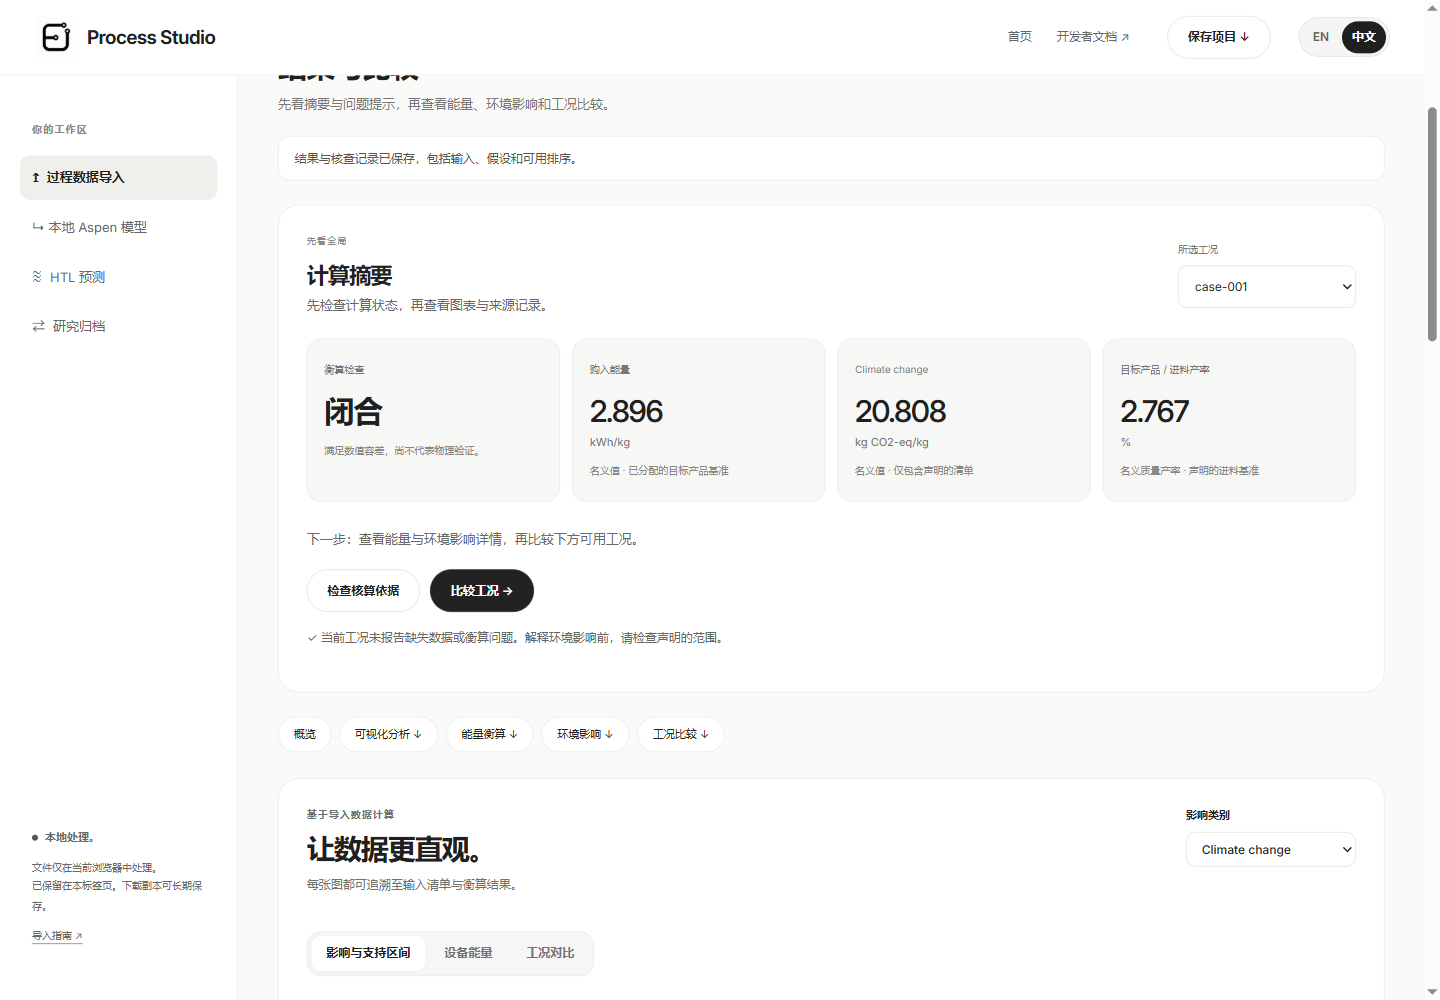 Process Studio
首页
开发者文档 ↗
保存项目 ↓
EN
中文
你的工作区
↥ 过程数据导入
↳ 本地 Aspen 模型
HTL 预测
⇄ 研究归档
● 本地处理。
文件仅在当前浏览器中处理。
已保留在本标签页。下载副本可长期保
存。
导入指南 ↗
结果与比较
先看摘要与问题提示，再查看能量、环境影响和工况比较。
结果与核查记录已保存，包括输入、假设和可用排序。
先看全局
计算摘要
先检查计算状态，再查看图表与来源记录。
所选工况
case-001
衡算检查
闭合
满足数值容差，尚不代表物理验证。
购入能量
2.896
kWh/kg
名义值 · 已分配的目标产品基准
Climate change
20.808
kg CO2-eq/kg
名义值 · 仅包含声明的清单
目标产品 / 进料产率
2.767
%
名义质量产率 · 声明的进料基准
下一步：查看能量与环境影响详情，再比较下方可用工况。
检查核算依据
比较工况 →
✓ 当前工况未报告缺失数据或衡算问题。解释环境影响前，请检查声明的范围。
概览
可视化分析 ↓
能量衡算 ↓
环境影响 ↓
工况比较 ↓
基于导入数据计算
让数据更直观。
每张图都可追溯至输入清单与衡算结果。
影响类别
Climate change
影响与支持区间
设备能量
工况对比